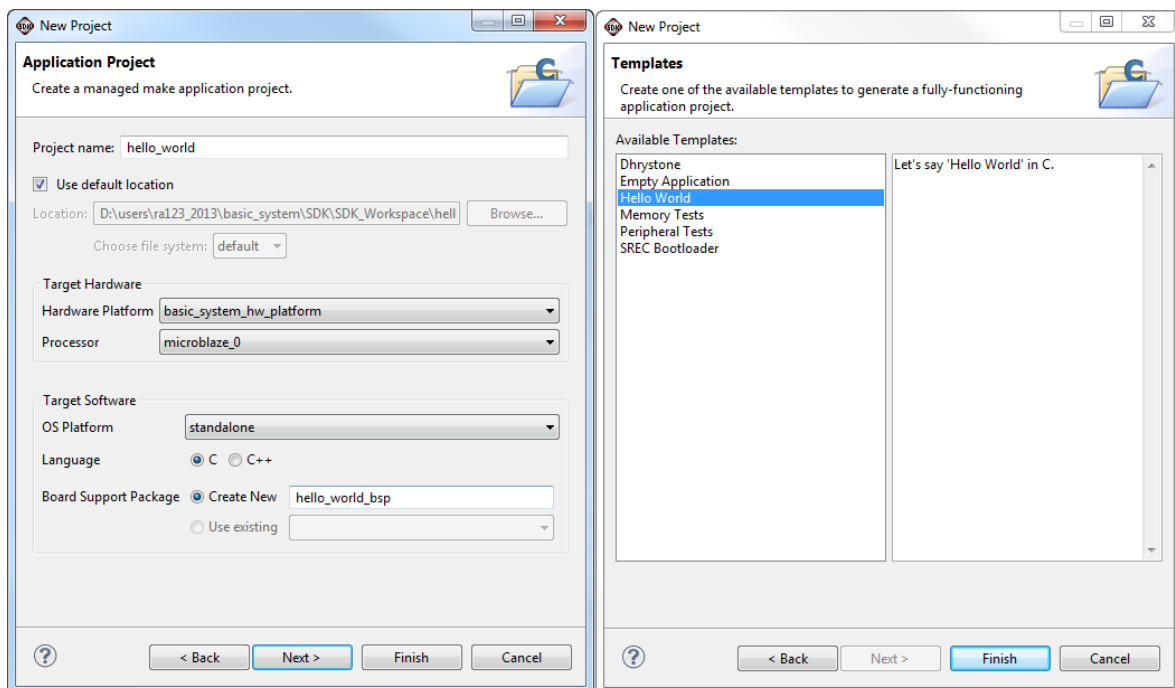 New Project
Application Project
Create a managed make application project.
Project name: hello_world
Use default location
Location: D:\users\ra123_2013\basic_system\SDK\SDK_Workspace\hell Browse...
Choose file system: default
Target Hardware
Hardware Platform basic_system_hw_platform
Processor microblaze_0
Target Software
OS Platform standalone
Language C C++
Board Support Package Create New hello_world_bsp
Use existing
? < Back Next > Finish Cancel
New Project
Templates
Create one of the available templates to generate a fully-functioning
application project.
Available Templates:
Dhrystone
Empty Application
Hello World
Memory Tests
Peripheral Tests
SREC Bootloader
Let's say 'Hello World' in C.
? < Back Next > Finish Cancel